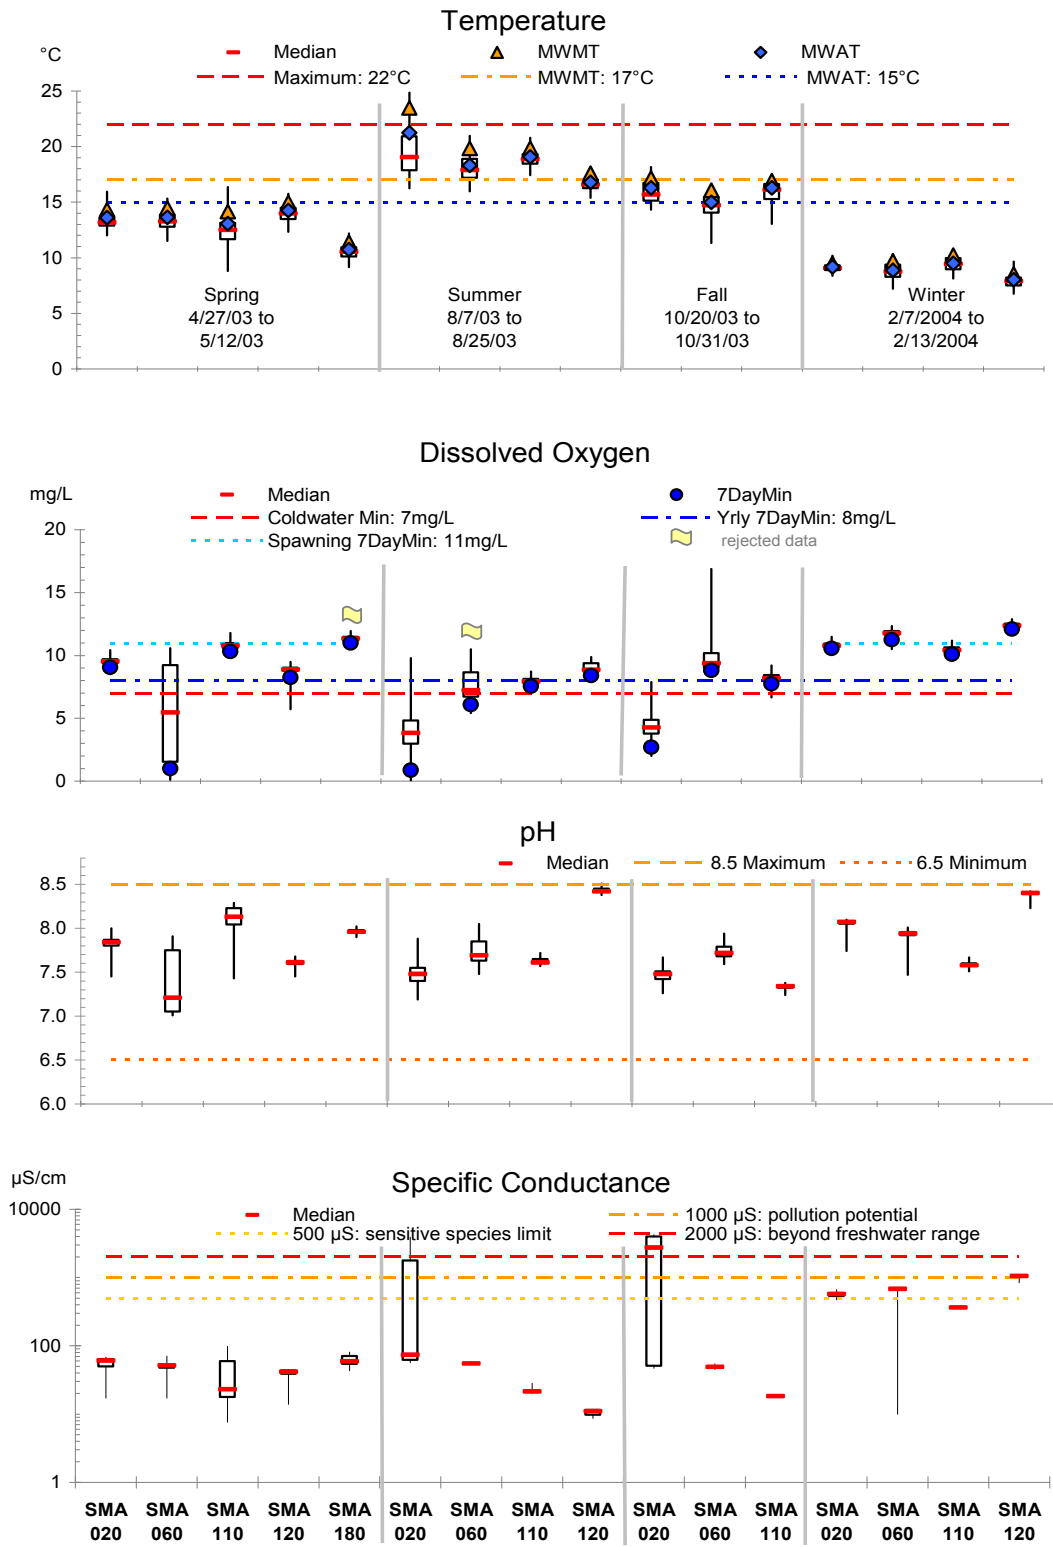 Temperature
°C
Median MWMT MWAT
Maximum: 22°C MWMT: 17°C MWAT: 15°C
25
20
15
10
5
0
Spring Summer Fall Winter
4/27/03 to 8/7/03 to 10/20/03 to 2/7/2004 to
5/12/03 8/25/03 10/31/03 2/13/2004
Dissolved Oxygen
mg/L
Median 7DayMin
Coldwater Min: 7mg/L Yrly 7DayMin: 8mg/L
Spawning 7DayMin: 11mg/L rejected data
20
15
10
5
0
pH
Median 8.5 Maximum 6.5 Minimum
8.5
8.0
7.5
7.0
6.5
6.0
µS/cm
Specific Conductance
Median 1000 µS: pollution potential
500 µS: sensitive species limit 2000 µS: beyond freshwater range
10000
100
1
SMA SMA SMA SMA SMA SMA SMA SMA SMA SMA SMA SMA SMA SMA SMA SMA
020 060 110 120 180 020 060 110 120 020 060 110 020 060 110 120